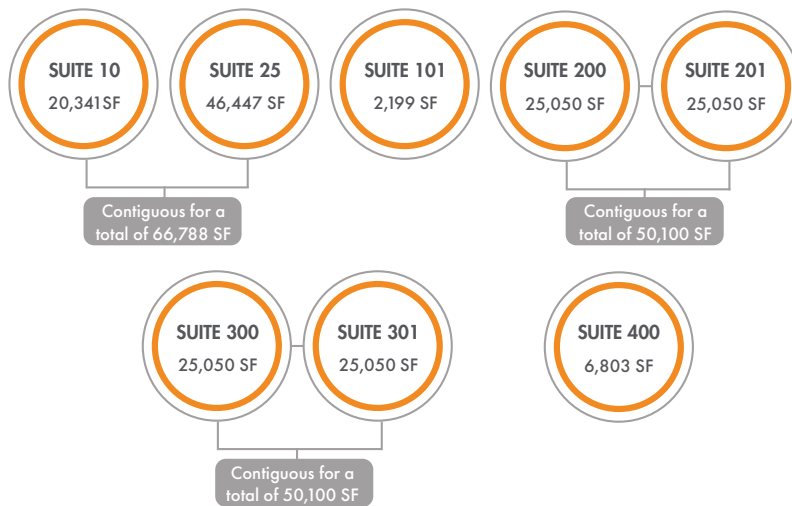 SUITE 10
20,341 SF
SUITE 25
46,447 SF
SUITE 101
2,199 SF
SUITE 200
25,050 SF
SUITE 201
25,050 SF
Contiguous for a
total of 66,788 SF
Contiguous for a
total of 50,100 SF
SUITE 300
25,050 SF
SUITE 301
25,050 SF
SUITE 400
6,803 SF
Contiguous for a
total of 50,100 SF